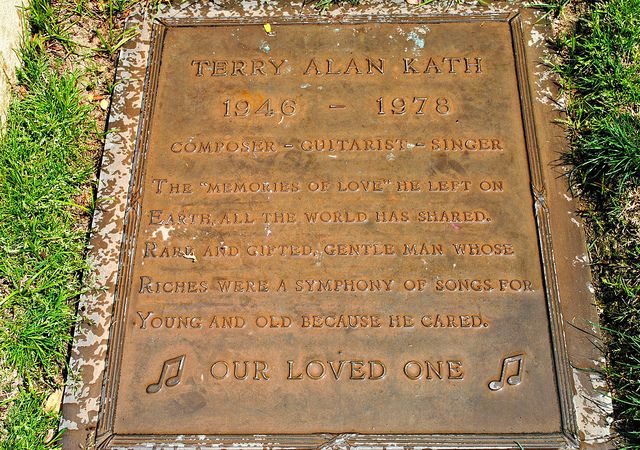 TERRY ALAN KATH
1946 - 1978
COMPOSER - GUITARIST - SINGER
THE "MEMORIES OF LOVE" HE LEFT ON
EARTH, ALL THE WORLD HAS SHARED.
RARE AND GIFTED, GENTLE MAN WHOSE
RICHES WERE A SYMPHONY OF SONGS FOR
YOUNG AND OLD BECAUSE HE CARED.
OUR LOVED ONE